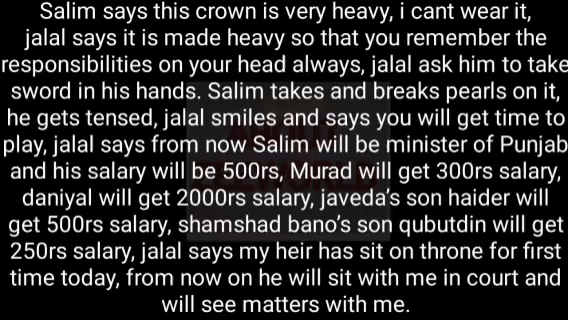 Salim says this crown is very heavy, i cant wear it,
jalal says it is made heavy so that you remember the
responsibilities on your head always, jalal ask him to take
sword in his hands. Salim takes and breaks pearls on it,
he gets tensed, jalal smiles and says you will get time to
play, jalal says from now Salim will be minister of Punjab
and his salary will be 500rs, Murad will get 300rs salary,
daniyal will get 2000rs salary, javeda's son haider will
get 500rs salary, shamshad bano's son qubutdin will get
250rs salary, jalal says my heir has sit on throne for first
time today, from now on he will sit with me in court and
will see matters with me.